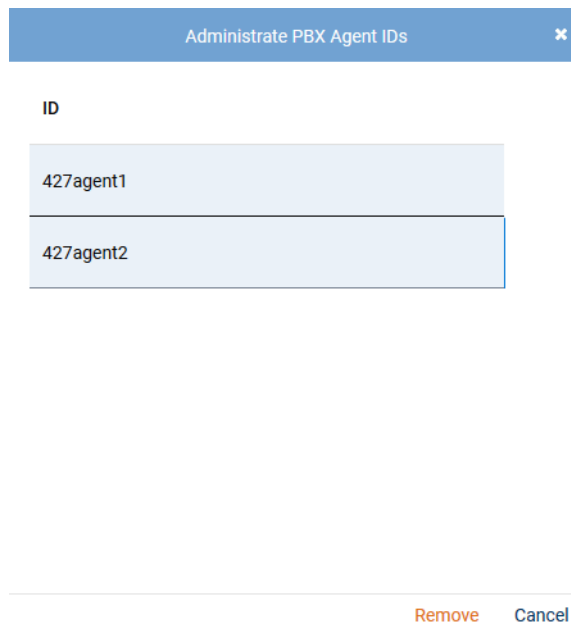 Administrate PBX Agent IDs
ID
427agent1
427agent2
Remove Cancel